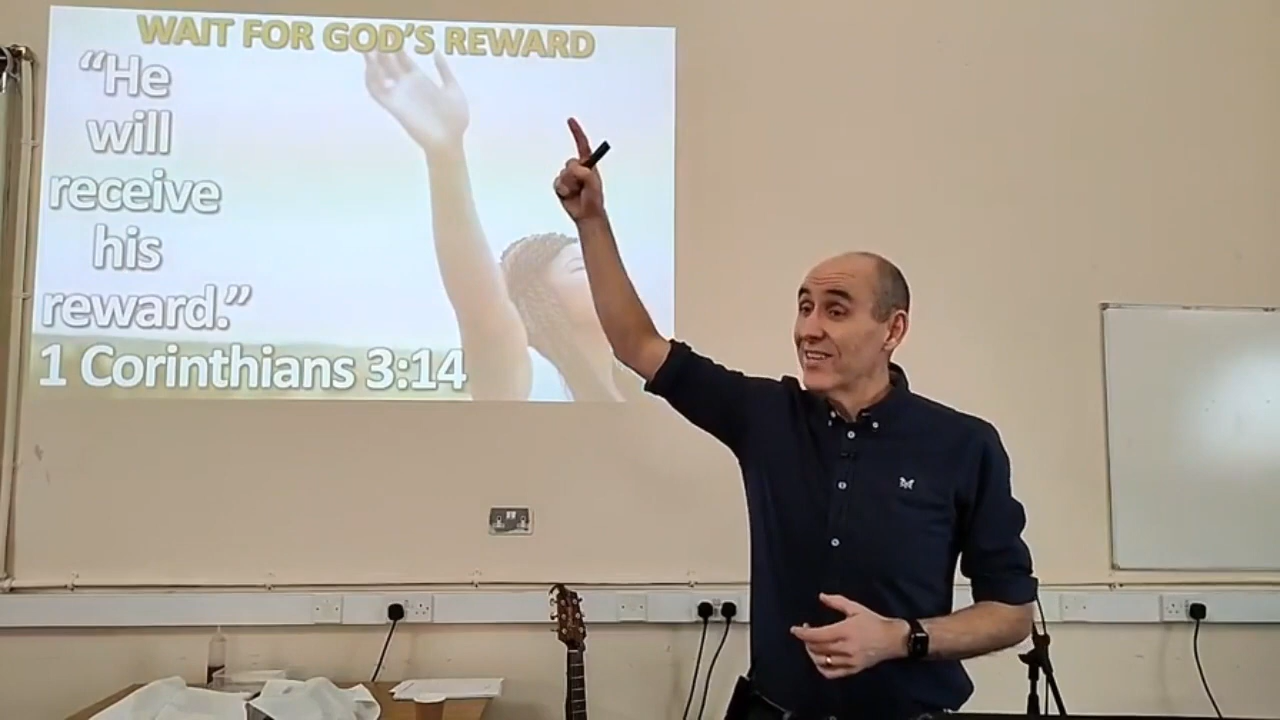 WAIT FOR GOD'S REWARD
“He
will
receive
his
reward.”
1 Corinthians 3:14